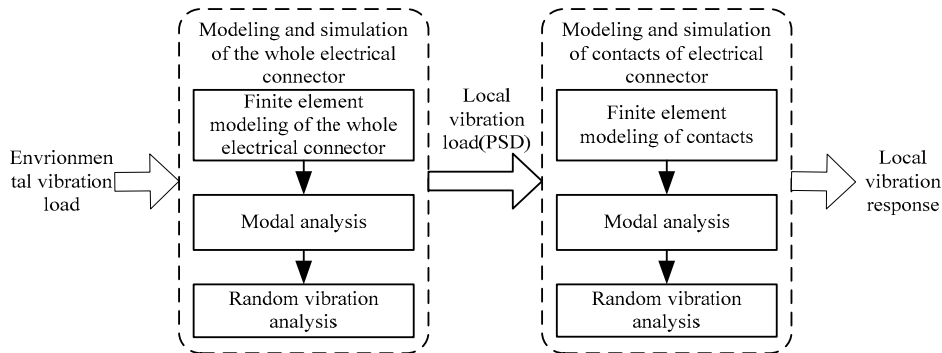 Envrionmen
tal vibration
load
Modeling and simulation
of the whole electrical
connector
Finite element
modeling of the whole
electrical connector
Modal analysis
Random vibration
analysis
Local
vibration
load(PSD)
Modeling and simulation
of contacts of electrical
connector
Finite element
modeling of contacts
Modal analysis
Random vibration
analysis
Local
vibration
response